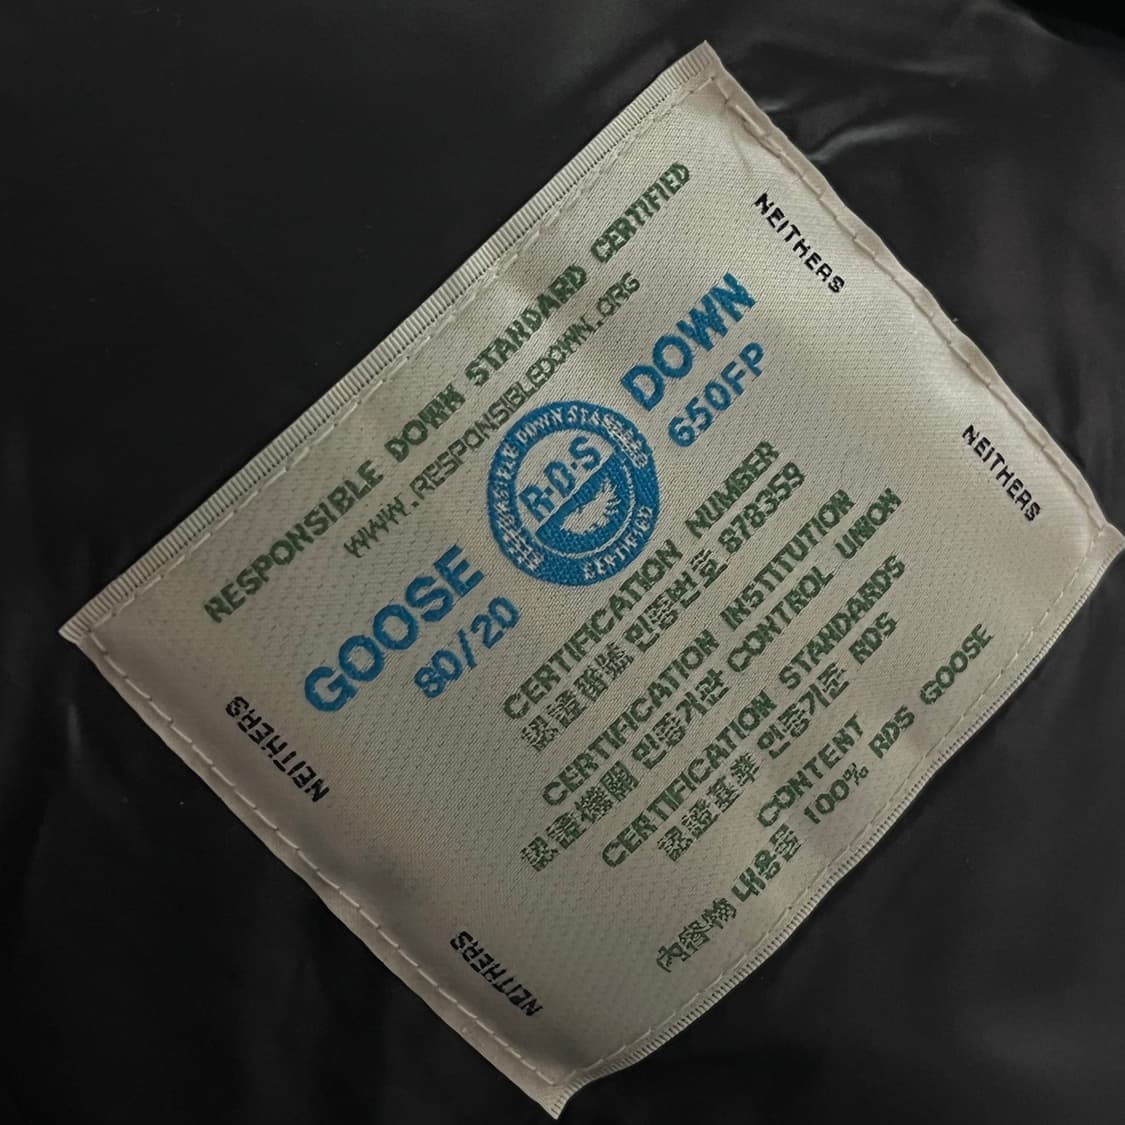 RESPONSIBLE DOWN STANDARD CERTIFIED
WWW.RESPONSIBLEDOWN.ORG
GOOSE DOWN
80/20 650FP
R·D·S
CERTIFIED
CERTIFICATION NUMBER
認證番號 인증번호 878359
CERTIFICATION INSTITUTION
認證機關 인증기관 CONTROL UNION
CERTIFICATION STANDARDS
認證基準 인증기준 RDS
CONTENT
內容物 내용물 100% RDS GOOSE
NEITHERS
NEITHERS
NEITHERS
NEITHERS